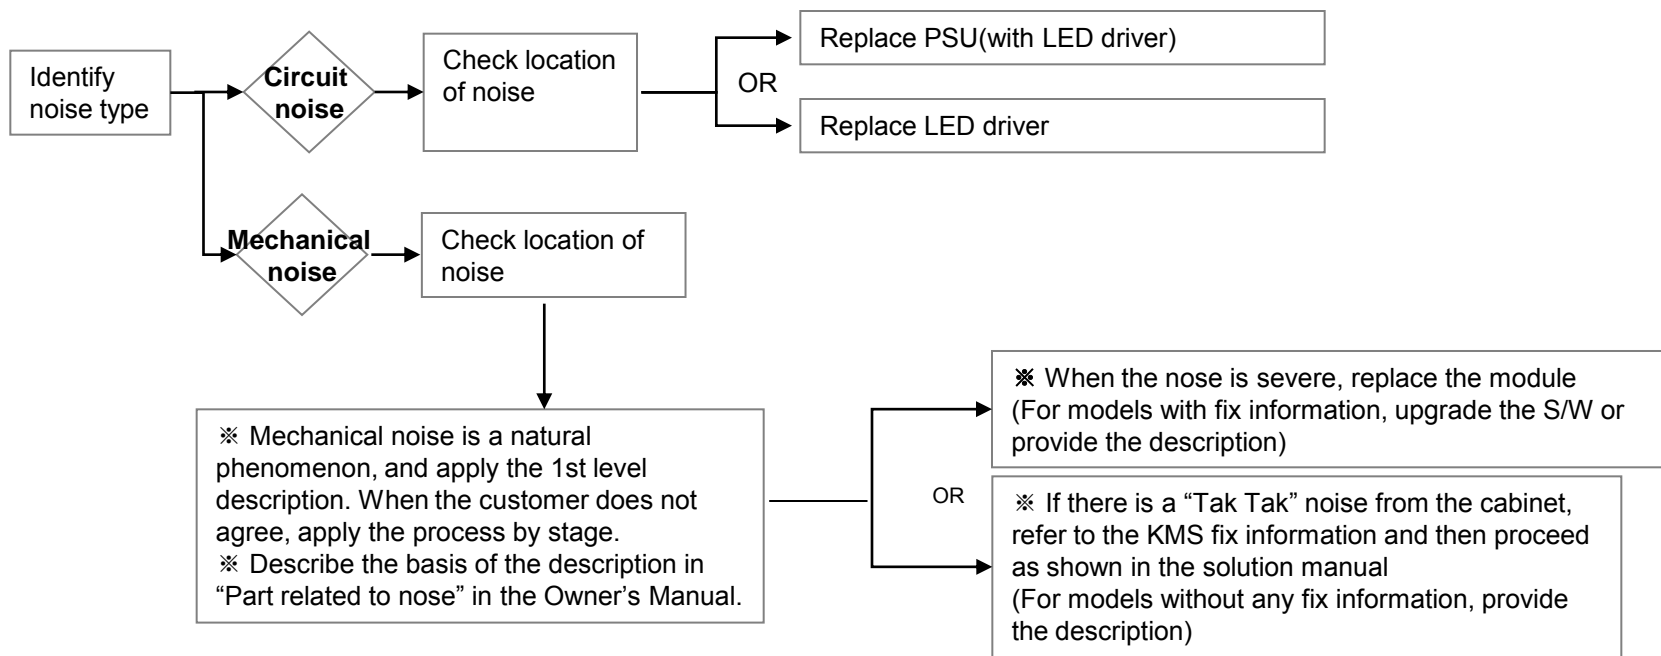 Identify
noise type
Circuit
noise
Check location
of noise
Replace PSU(with LED driver)
OR
Replace LED driver
Mechanical
noise
Check location of
noise
※ Mechanical noise is a natural
phenomenon, and apply the 1st level
description. When the customer does not
agree, apply the process by stage.
※ Describe the basis of the description in
“Part related to nose” in the Owner’s Manual.
※ When the nose is severe, replace the module
(For models with fix information, upgrade the S/W or
provide the description)
OR
※ If there is a “Tak Tak” noise from the cabinet,
refer to the KMS fix information and then proceed
as shown in the solution manual
(For models without any fix information, provide
the description)